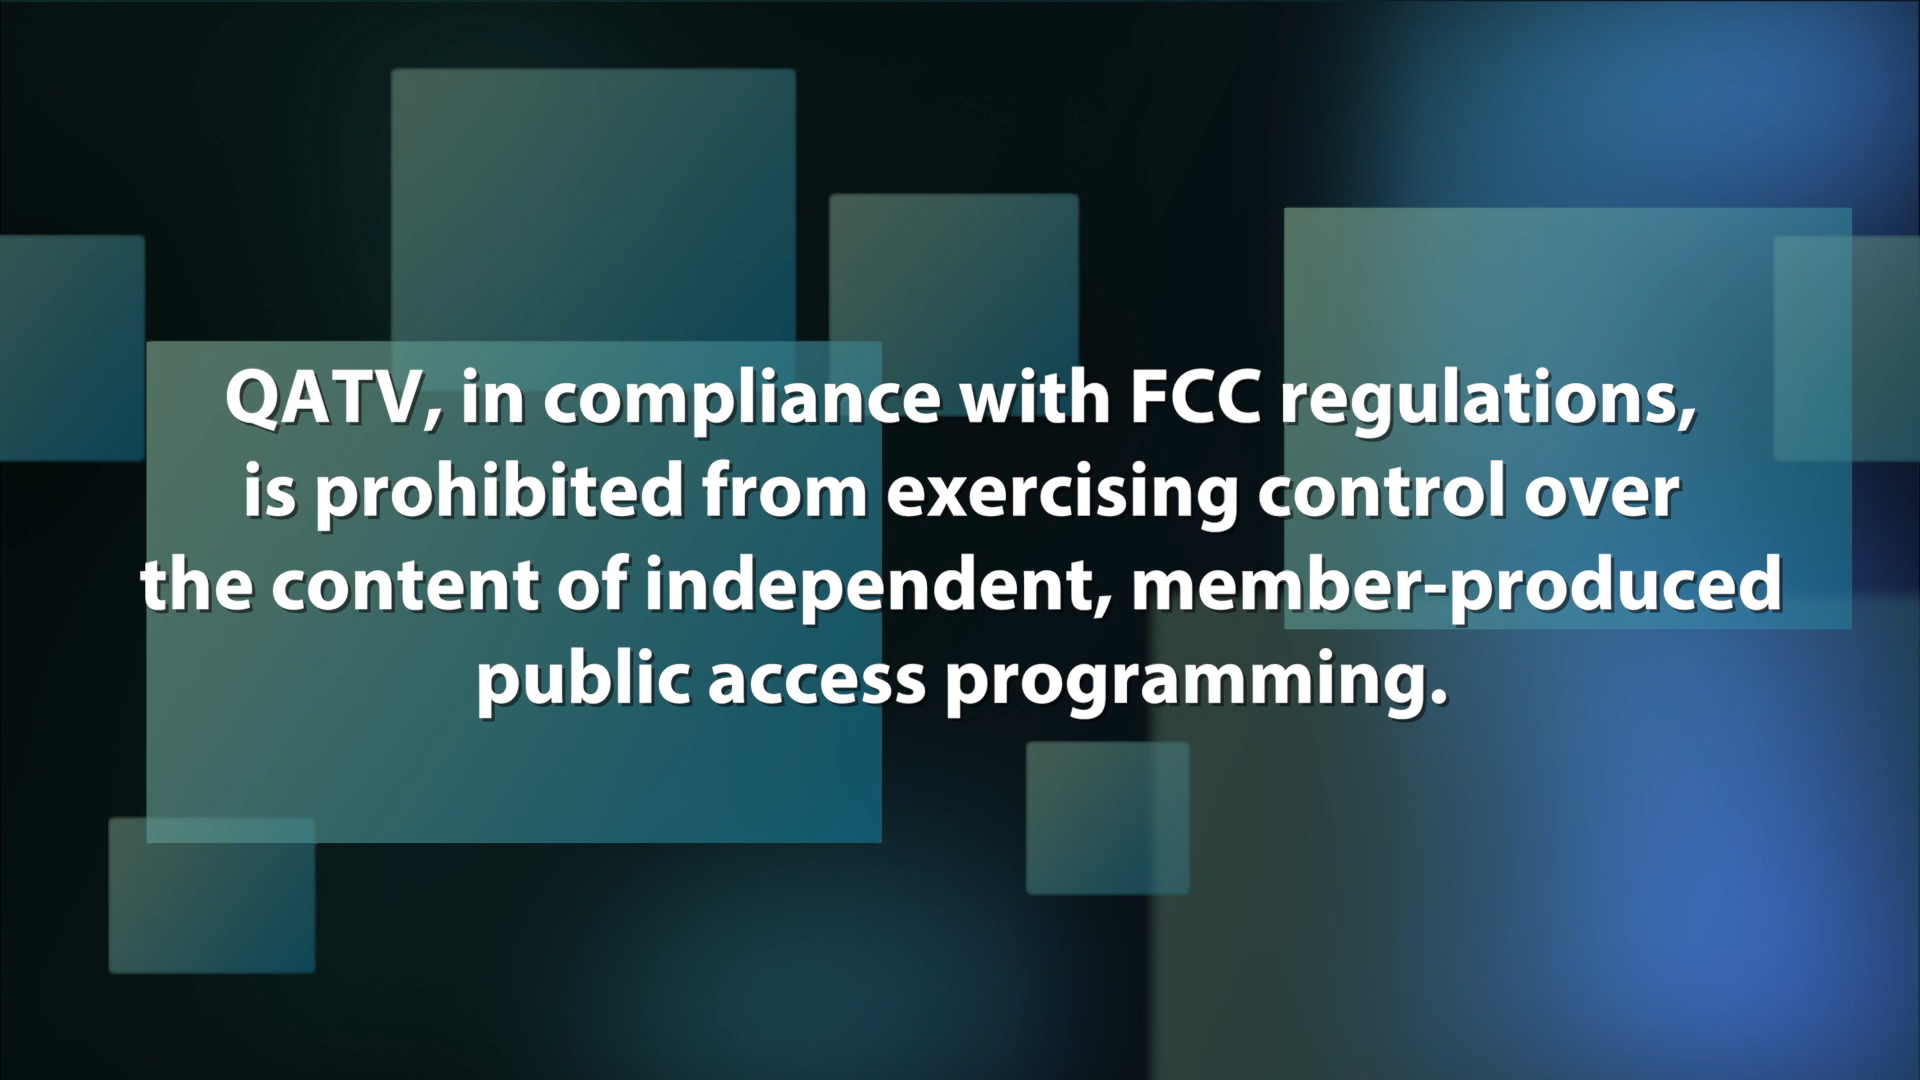 QATV, in compliance with FCC regulations,
is prohibited from exercising control over
the content of independent, member-produced
public access programming.